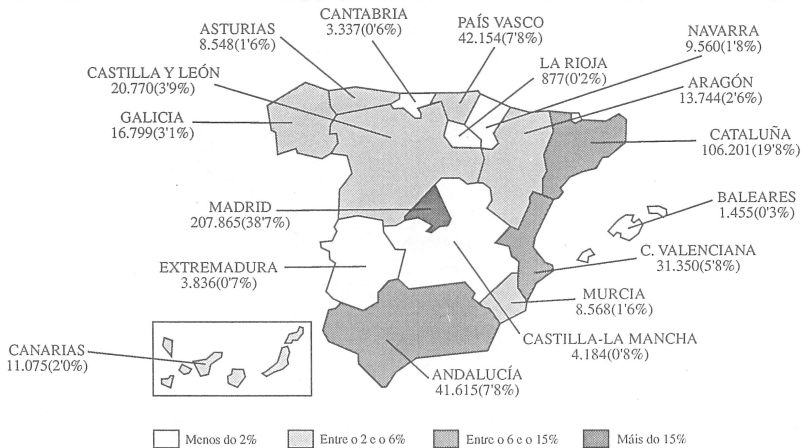 CANTABRIA
3.337(0'6%)
ASTURIAS
8.548(1'6%)
PAÍS VASCO
42.154(7'8%)
NAVARRA
9.560(1'8%)
LA RIOJA
877(0'2%)
CASTILLA Y LEÓN
20.770(3'9%)
ARAGÓN
13.744(2'6%)
GALICIA
16.799(3'1%)
CATALUÑA
106.201(19'8%)
MADRID
207.865(38'7%)
BALEARES
1.455(0'3%)
C. VALENCIANA
31.350(5'8%)
EXTREMADURA
3.836(0'7%)
MURCIA
8.568(1'6%)
CASTILLA-LA MANCHA
4.184(0'8%)
CANARIAS
11.075(2'0%)
ANDALUCÍA
41.615(7'8%)
Menos do 2%
Entre o 2 e o 6%
Entre o 6 e o 15%
Máis do 15%